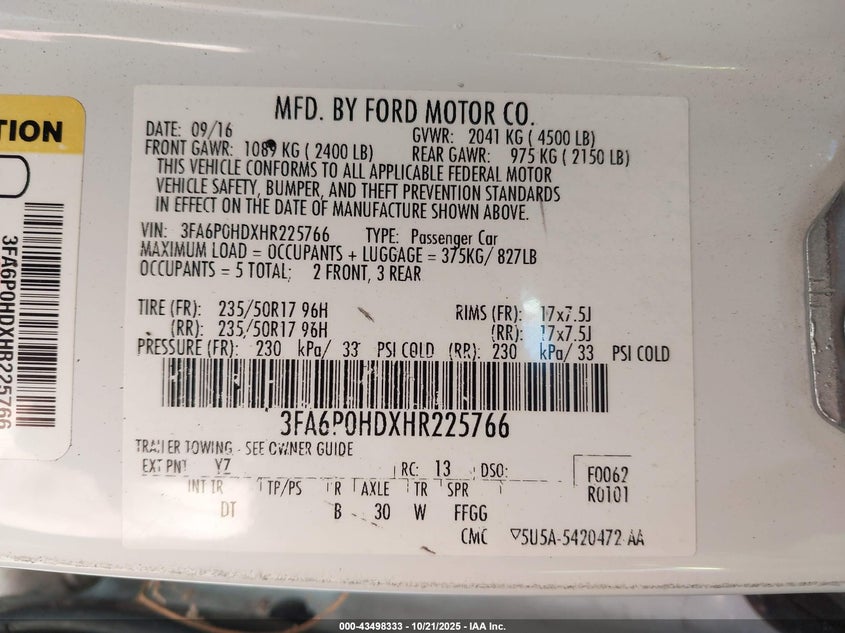 MFD. BY FORD MOTOR CO.
DATE: 09/16 GVWR: 2041 KG ( 4500 LB)
FRONT GAWR: 1089 KG ( 2400 LB) REAR GAWR: 975 KG ( 2150 LB)
THIS VEHICLE CONFORMS TO ALL APPLICABLE FEDERAL MOTOR
VEHICLE SAFETY, BUMPER, AND THEFT PREVENTION STANDARDS
IN EFFECT ON THE DATE OF MANUFACTURE SHOWN ABOVE.
VIN: 3FA6P0HDXHR225766 TYPE: Passenger Car
MAXIMUM LOAD = OCCUPANTS + LUGGAGE = 375KG/ 827LB
OCCUPANTS = 5 TOTAL; 2 FRONT, 3 REAR
TIRE (FR): 235/50R17 96H RIMS (FR): 17x7.5J
(RR): 235/50R17 96H (RR): 17x7.5J
PRESSURE (FR): 230 kPa/ 33 PSI COLD (RR): 230 kPa/ 33 PSI COLD
3FA6P0HDXHR225766
TRAILER TOWING - SEE OWNER GUIDE
EXT PNT YZ RC: 13 DSO: F0062
INT TR TP/PS R AXLE TR SPR R0101
DT B 30 W FFGG
CMC ▽5U5A-5420472-AA
TION
3FA6P0HDXHR225766
000-43498333 - 10/21/2025 - IAA Inc.